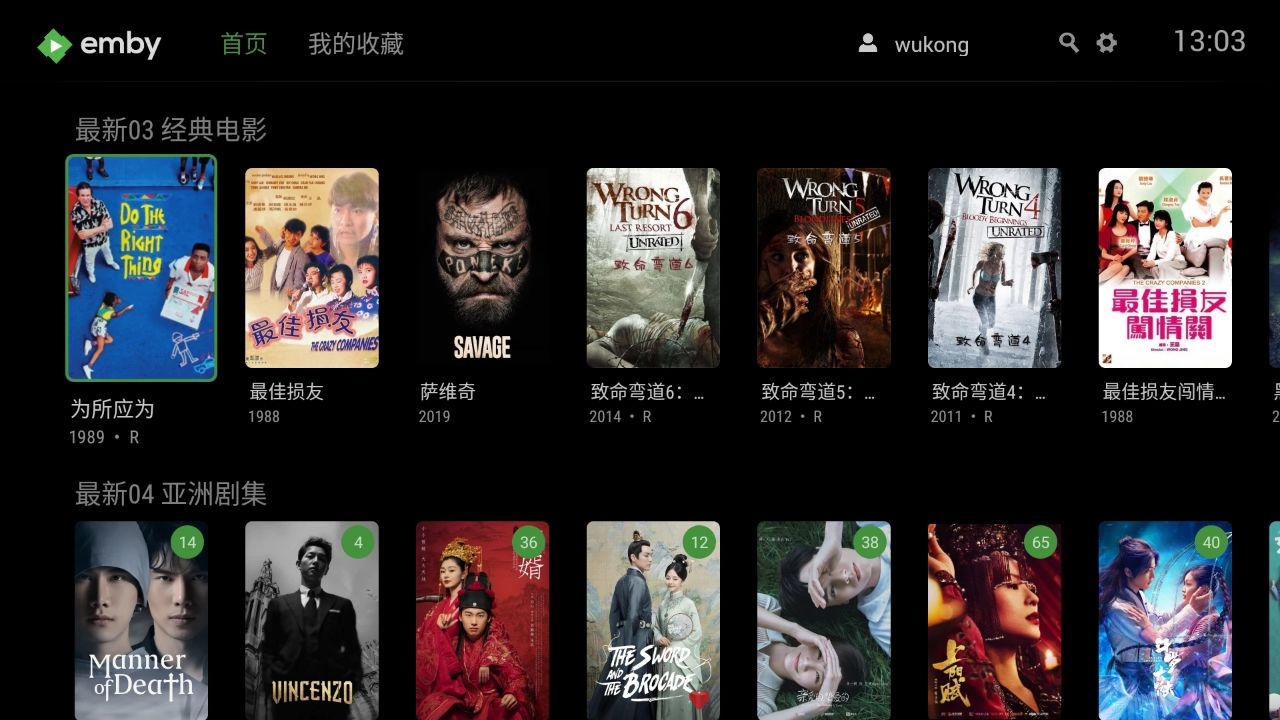 emby
首页
我的收藏
wukong
13:03
最新03 经典电影
Do The
Right
Thing
最佳損友
THE CRAZY COMPANIES
PONEKE
SAVAGE
WRONG
TURN 6
LAST RESORT
UNRATED
致命弯道6
WRONG
TURN 5
BLOODLINES
UNRATED
致命弯道5
WRONG
TURN 4
BLOODY BEGINNINGS
UNRATED
致命弯道4
THE CRAZY COMPANIES 2
最佳損友
闖情關
为所应为
1989 • R
最佳损友
1988
萨维奇
2019
致命弯道6：…
2014 • R
致命弯道5：…
2012 • R
致命弯道4：…
2011 • R
最佳损友闯情…
1988
最新04 亚洲剧集
14
Manner
of Death
4
VINCENZO
36
婿
12
THE SWORD
AND THE BROCADE
38
65
上阳赋
40